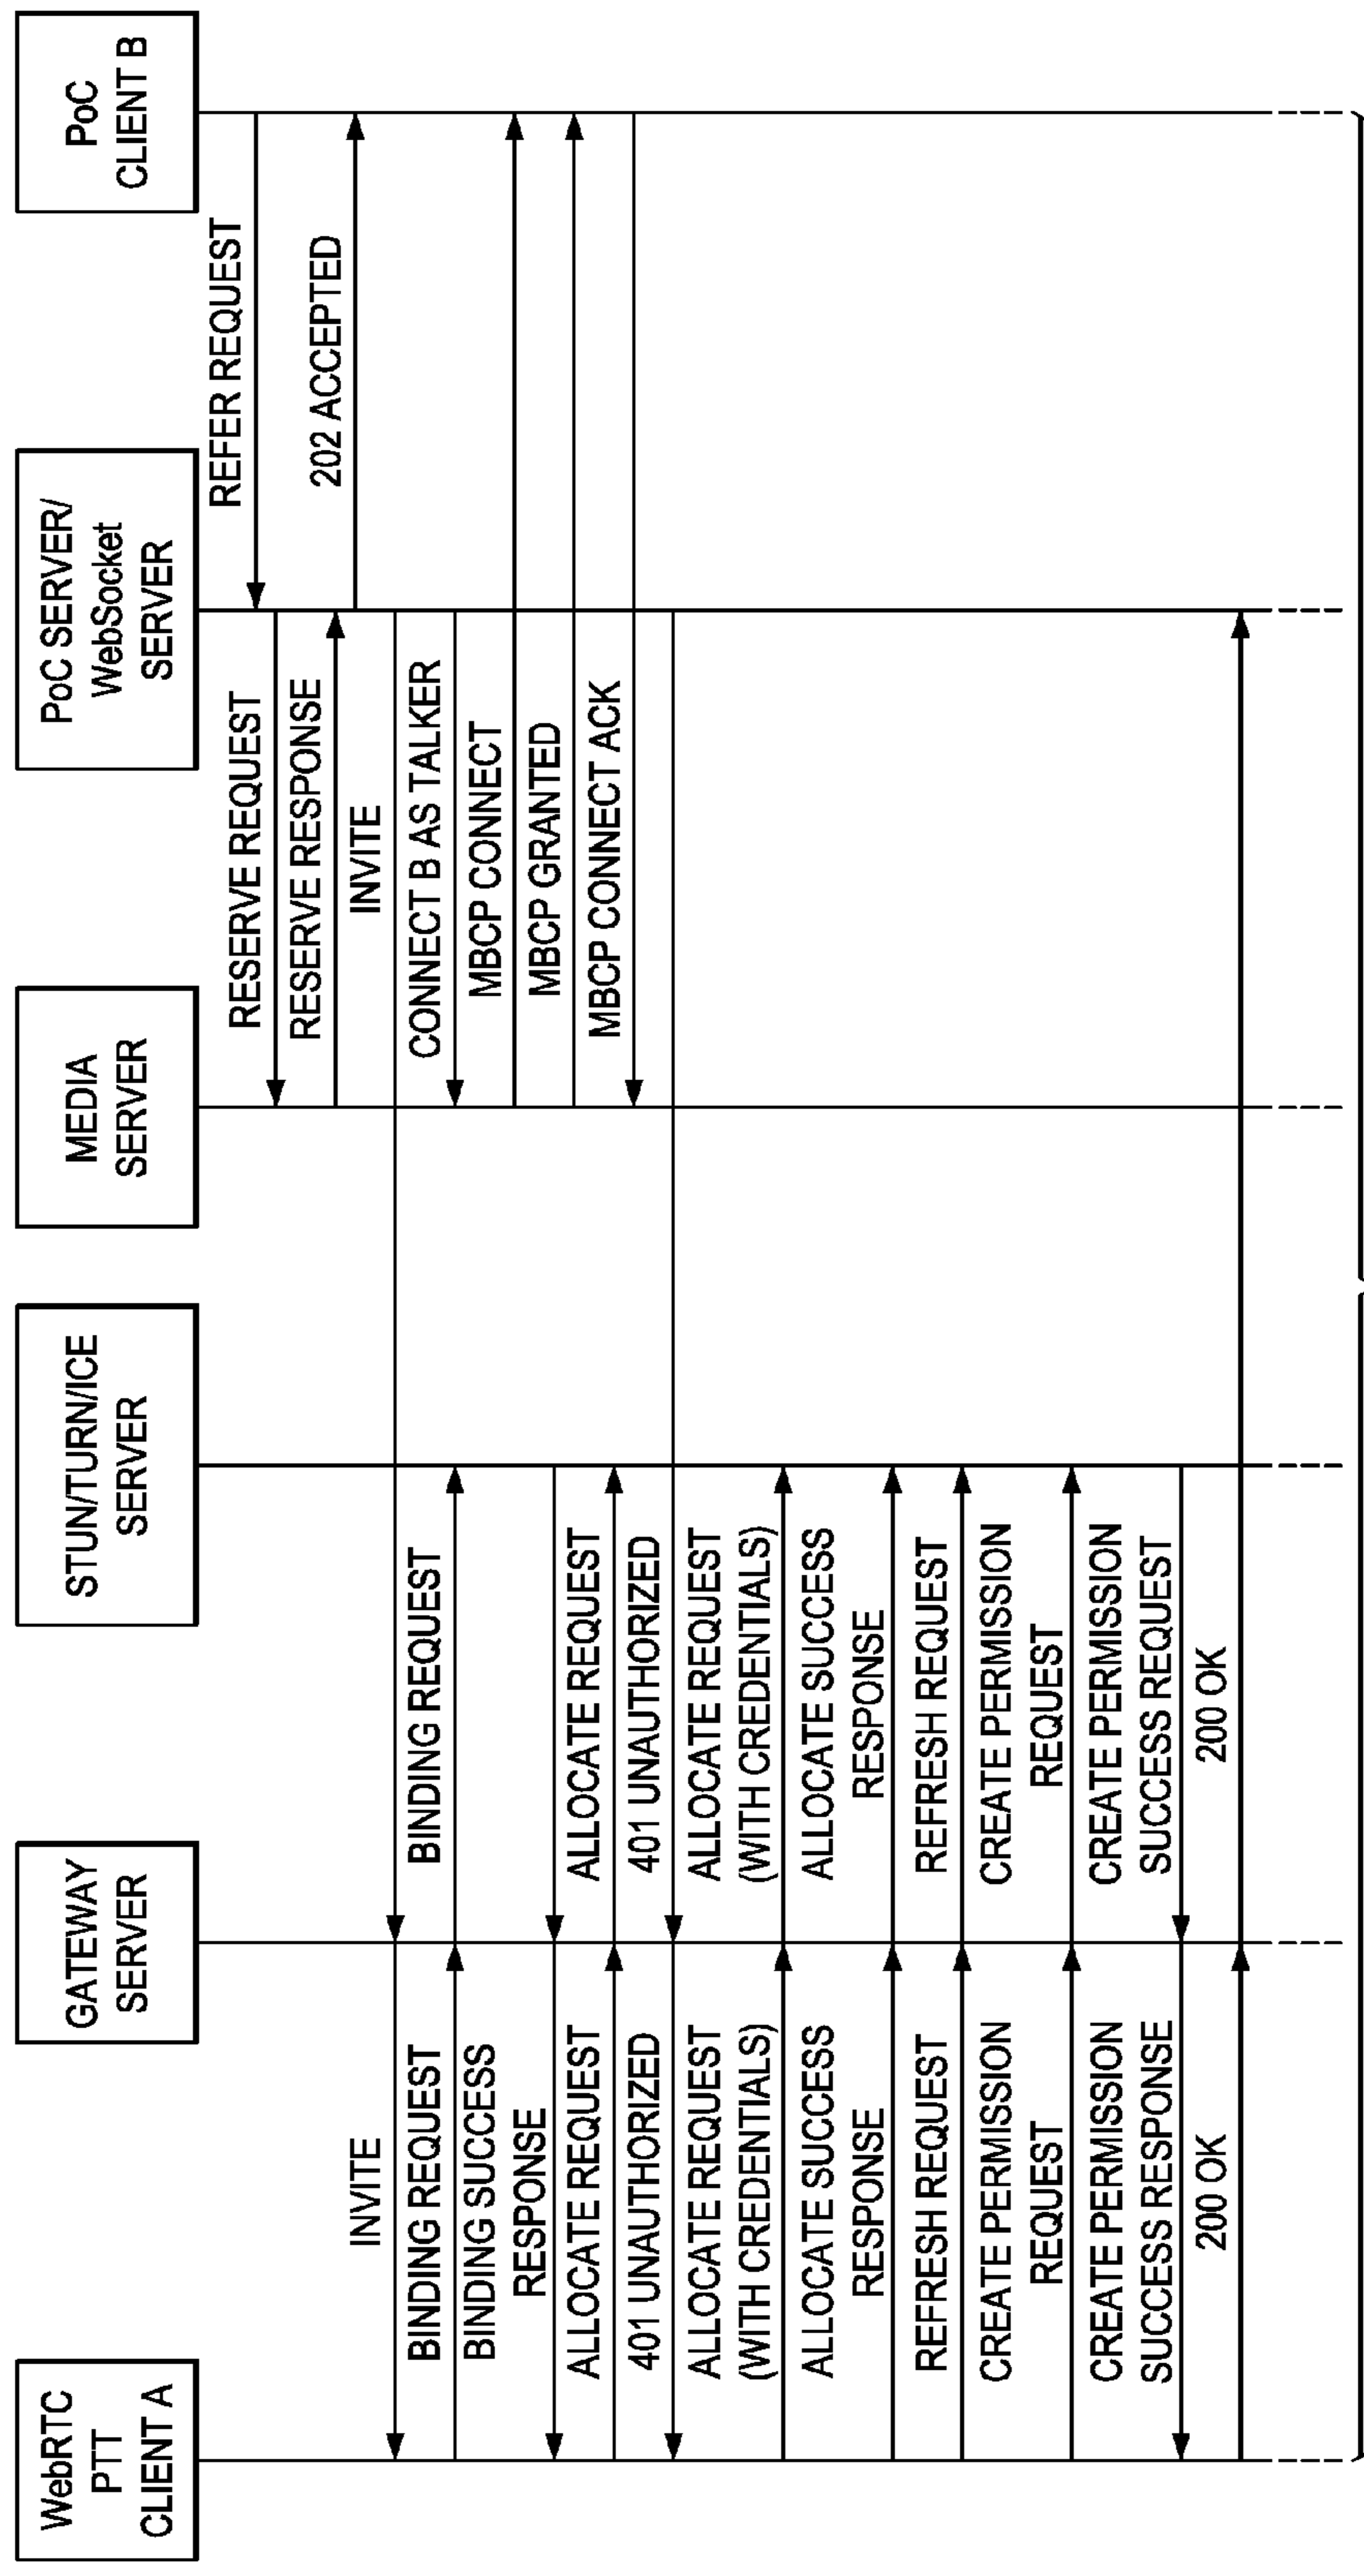 WebRTC
PTT
CLIENT A
GATEWAY
SERVER
STUN/TURN/ICE
SERVER
MEDIA
SERVER
PoC SERVER/
WebSocket
SERVER
PoC
CLIENT B
REFER REQUEST
RESERVE REQUEST
RESERVE RESPONSE
202 ACCEPTED
INVITE
INVITE
BINDING REQUEST
BINDING REQUEST
CONNECT B AS TALKER
BINDING SUCCESS
RESPONSE
MBCP CONNECT
ALLOCATE REQUEST
ALLOCATE REQUEST
MBCP GRANTED
401 UNAUTHORIZED
401 UNAUTHORIZED
MBCP CONNECT ACK
ALLOCATE REQUEST
(WITH CREDENTIALS)
ALLOCATE REQUEST
(WITH CREDENTIALS)
ALLOCATE SUCCESS
RESPONSE
ALLOCATE SUCCESS
RESPONSE
REFRESH REQUEST
REFRESH REQUEST
CREATE PERMISSION
REQUEST
CREATE PERMISSION
REQUEST
CREATE PERMISSION
SUCCESS RESPONSE
CREATE PERMISSION
SUCCESS REQUEST
200 OK
200 OK